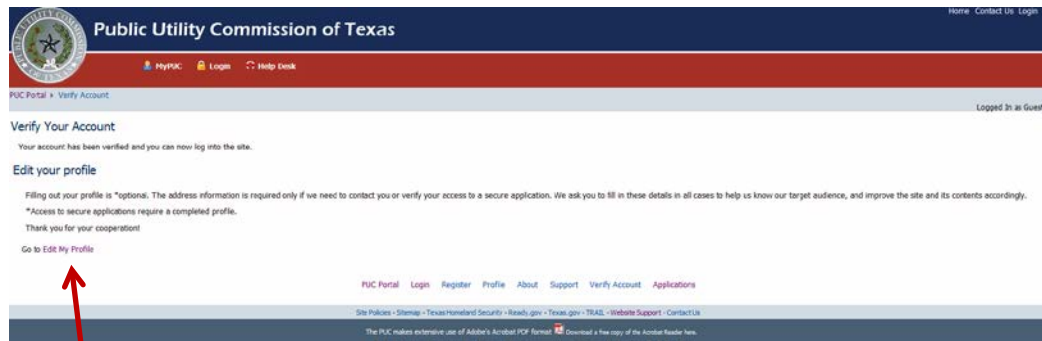 Home Contact Us Login
Public Utility Commission of Texas
MyPUC Login Help Desk
PUC Portal Verify Account
Logged In as Guest
Verify Your Account
Your account has been verified and you can now log into the site.
Edit your profile
Filling out your profile is *optional. The address information is required only if we need to contact you or verify your access to a secure application. We ask you to fill in these details in all cases to help us know our target audience, and improve the site and its contents accordingly.
*Access to secure applications require a completed profile.
Thank you for your cooperation!
Go to Edit My Profile
PUC Portal Login Register Profile About Support Verify Account Applications
Site Policies - Sitemap - Texas Homeland Security - Ready.gov - Texas.gov - TRAIL - Website Support - Contact Us
The PUC makes extensive use of Adobe's Acrobat PDF format Download a free copy of the Acrobat Reader here.